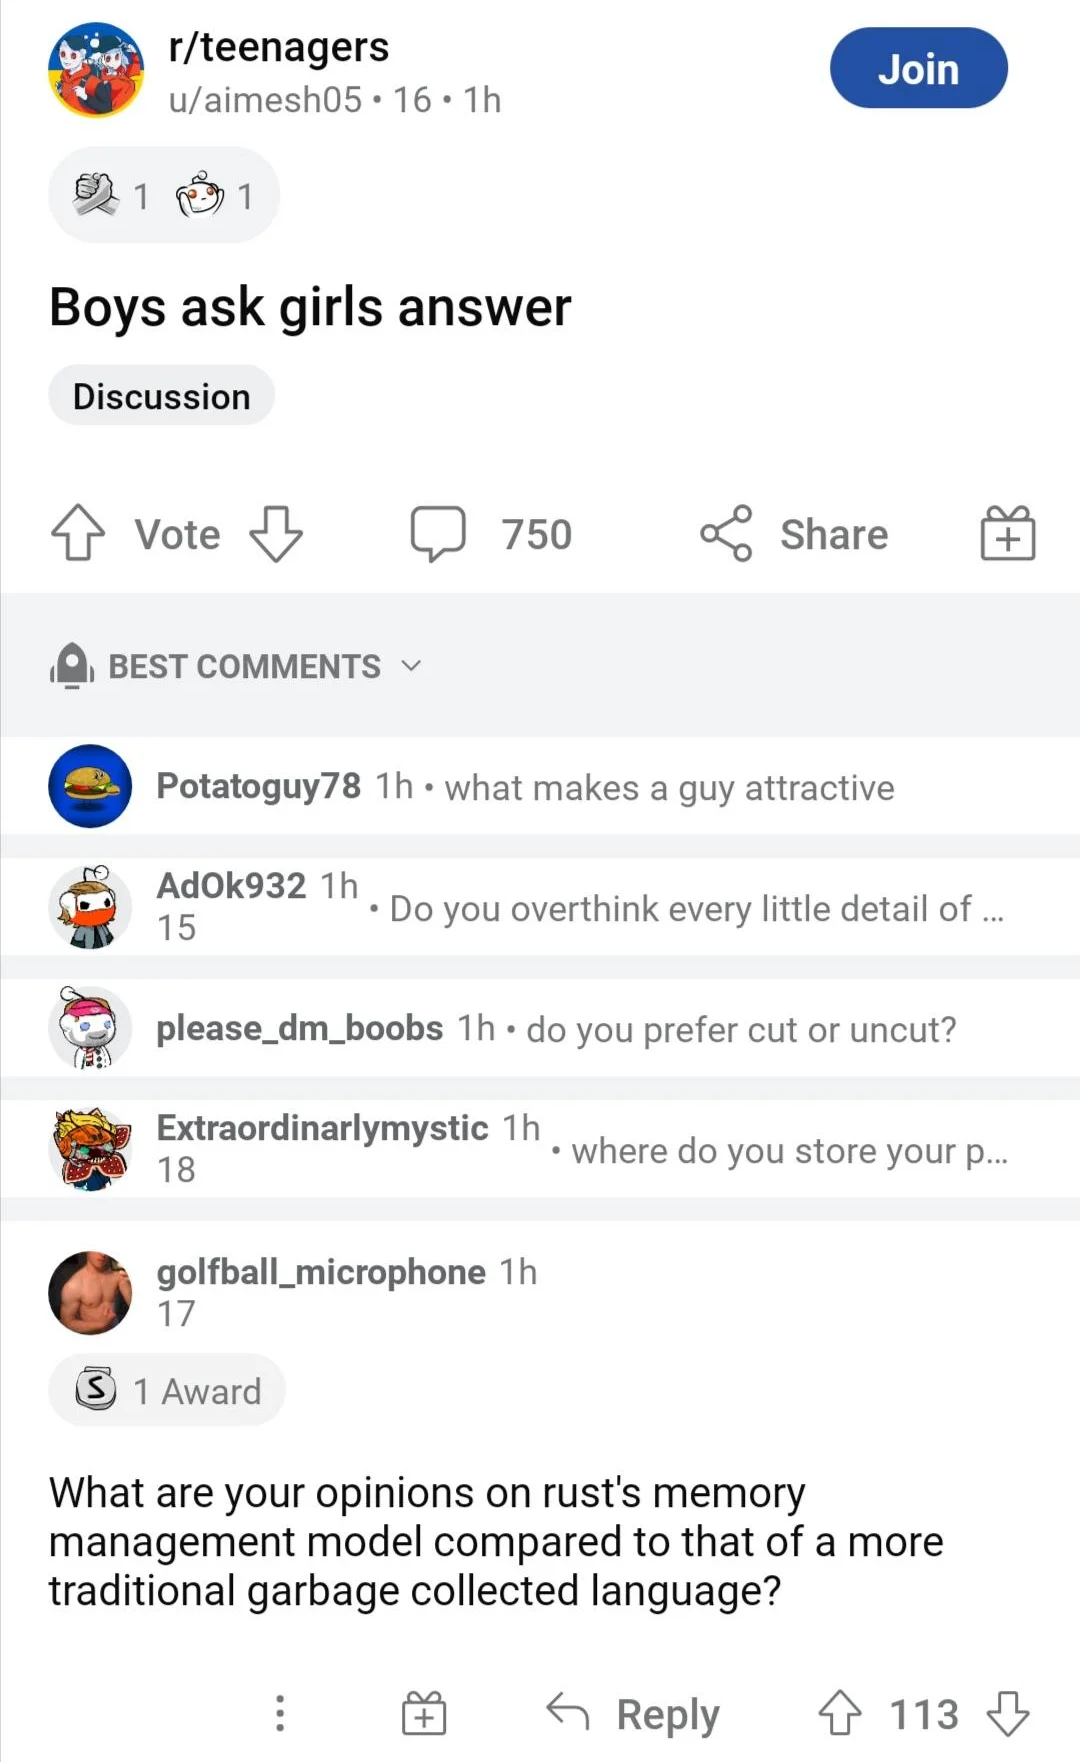 r/teenagers
u/aimesh05 • 16 • 1h
Join
1 1
Boys ask girls answer
Discussion
Vote 750 Share
BEST COMMENTS
Potatoguy78 1h • what makes a guy attractive
AdOk932 1h
15
• Do you overthink every little detail of ...
please_dm_boobs 1h • do you prefer cut or uncut?
Extraordinarlymystic 1h
18
• where do you store your p...
golfball_microphone 1h
17
S 1 Award
What are your opinions on rust's memory
management model compared to that of a more
traditional garbage collected language?
Reply 113